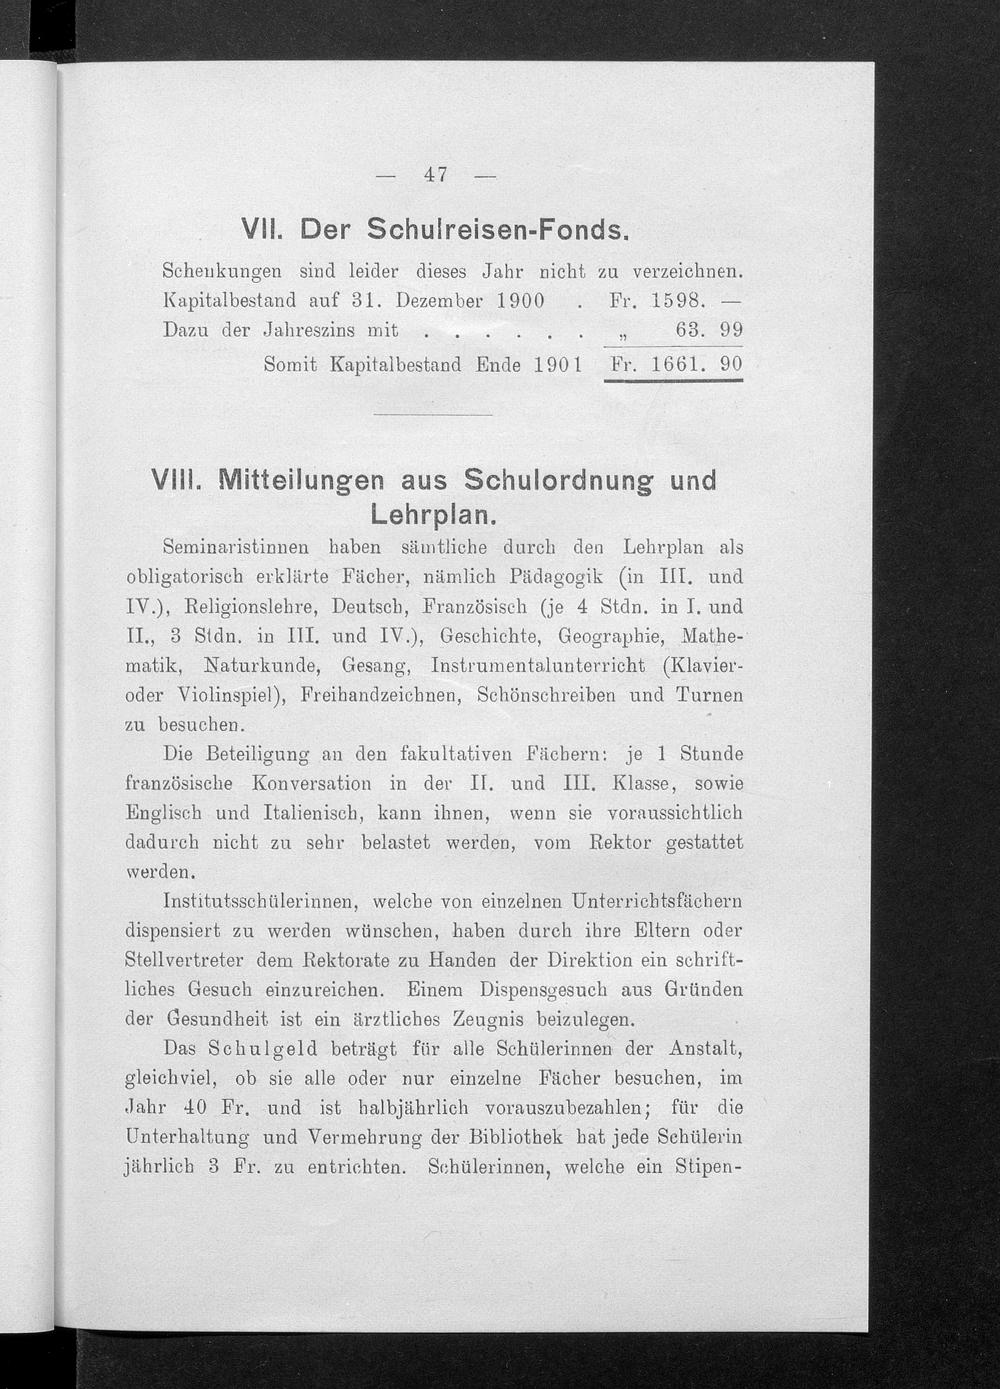 — 47 —
VII. Der Schulreisen-Fonds.
Schenkungen sind leider dieses Jahr nicht zu verzeichnen.
Kapitalbestand auf 31. Dezember 1900 . Fr. 1598. —
Dazu der Jahreszins mit . . . . . . „ 63. 99
Somit Kapitalbestand Ende 1901 Fr. 1661. 90
VIII. Mitteilungen aus Schulordnung und
Lehrplan.
Seminaristinnen haben sämtliche durch den Lehrplan als
obligatorisch erklärte Fächer, nämlich Pädagogik (in III. und
IV.), Religionslehre, Deutsch, Französisch (je 4 Stdn. in I. und
II., 3 Stdn. in III. und IV.), Geschichte, Geographie, Mathe-
matik, Naturkunde, Gesang, Instrumentalunterricht (Klavier-
oder Violinspiel), Freihandzeichnen, Schönschreiben und Turnen
zu besuchen.
Die Beteiligung an den fakultativen Fächern: je 1 Stunde
französische Konversation in der II. und III. Klasse, sowie
Englisch und Italienisch, kann ihnen, wenn sie voraussichtlich
dadurch nicht zu sehr belastet werden, vom Rektor gestattet
werden.
Institutsschülerinnen, welche von einzelnen Unterrichtsfächern
dispensiert zu werden wünschen, haben durch ihre Eltern oder
Stellvertreter dem Rektorate zu Handen der Direktion ein schrift-
liches Gesuch einzureichen. Einem Dispensgesuch aus Gründen
der Gesundheit ist ein ärztliches Zeugnis beizulegen.
Das Schulgeld beträgt für alle Schülerinnen der Anstalt,
gleichviel, ob sie alle oder nur einzelne Fächer besuchen, im
Jahr 40 Fr. und ist halbjährlich vorauszubezahlen; für die
Unterhaltung und Vermehrung der Bibliothek hat jede Schülerin
jährlich 3 Fr. zu entrichten. Schülerinnen, welche ein Stipen-